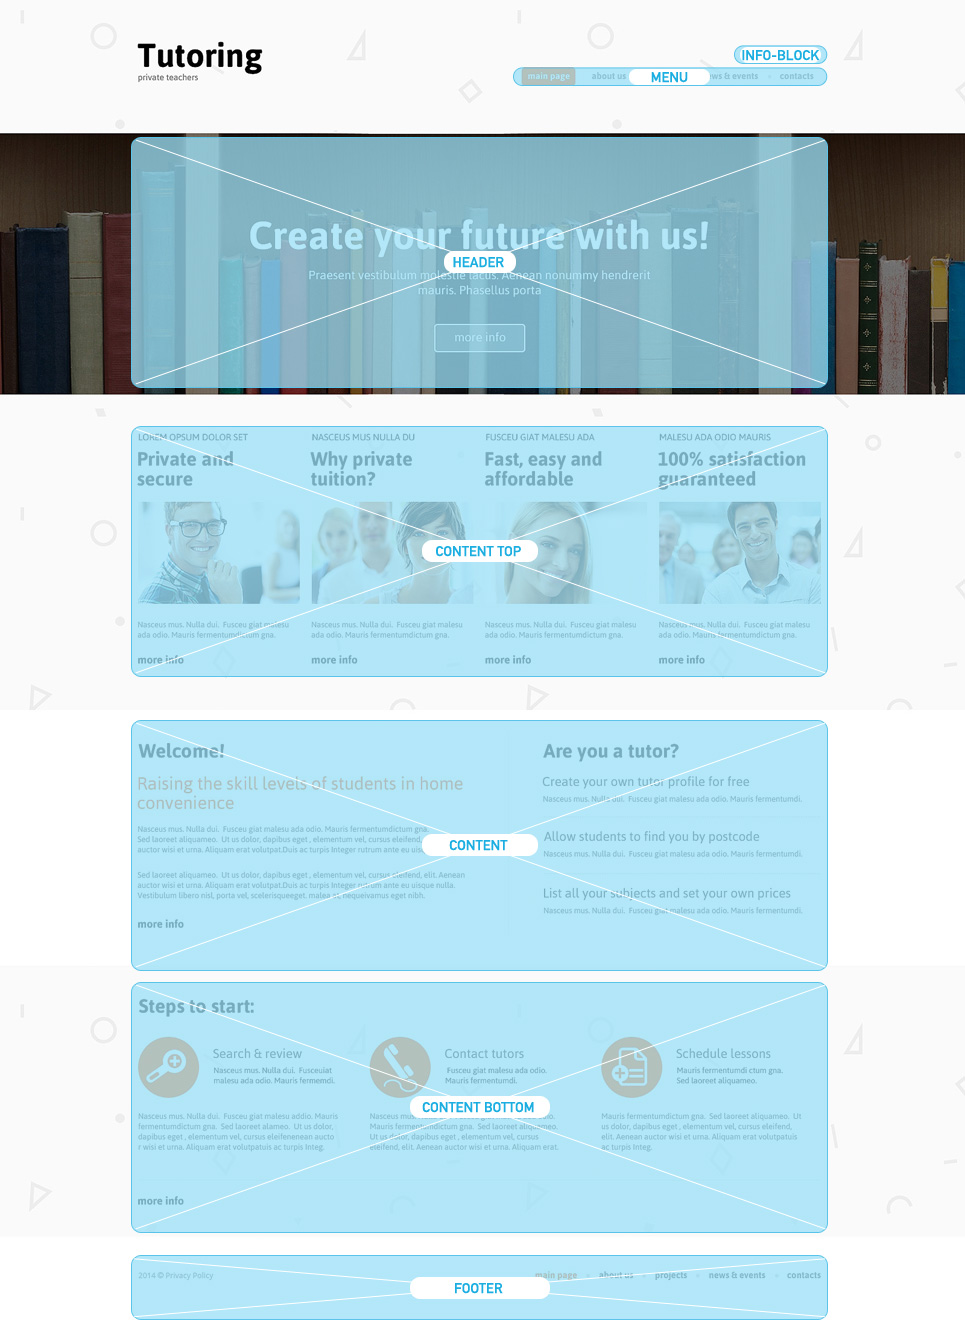 Tutoring
private teachers
INFO-BLOCK
main page about us MENU news & events contacts
Create your future with us!
HEADER
Praesent vestibulum molestie lacus. Aenean nonummy hendrerit
mauris. Phasellus porta
more info
LOREM OPSUM DOLOR SET
Private and
secure
Nasceus mus. Nulla dui. Fusceu giat malesu
ada odio. Mauris fermentumdictum gna.
more info
NASCEUS MUS NULLA DU
Why private
tuition?
Nasceus mus. Nulla dui. Fusceu giat malesu
ada odio. Mauris fermentumdictum gna.
more info
FUSCEU GIAT MALESU ADA
Fast, easy and
affordable
Nasceus mus. Nulla dui. Fusceu giat malesu
ada odio. Mauris fermentumdictum gna.
more info
MALESU ADA ODIO MAURIS
100% satisfaction
guaranteed
Nasceus mus. Nulla dui. Fusceu giat malesu
ada odio. Mauris fermentumdictum gna.
more info
CONTENT TOP
Welcome!
Raising the skill levels of students in home
convenience
Nasceus mus. Nulla dui. Fusceu giat malesu ada odio. Mauris fermentumdictum gna.
Sed laoreet aliquameo. Ut us dolor, dapibus eget , elementum vel, cursus eleifend,
auctor wisi et urna. Aliquam erat volutpat.Duis ac turpis Integer rutrum ante eu
Sed laoreet aliquameo. Ut us dolor, dapibus eget , elementum vel, cursus eleifend, elit. Aenean
auctor wisi et urna. Aliquam erat volutpat.Duis ac turpis Integer rutrum ante eu uisque nulla.
Vestibulum libero nisl, porta vel, scelerisqueeget. malea at nequeivamus eget nibh.
more info
CONTENT
Are you a tutor?
Create your own tutor profile for free
Nasceus mus. Nulla dui. Fusceu giat malesu ada odio. Mauris fermentumdi.
Allow students to find you by postcode
Nasceus mus. Nulla dui. Fusceu giat malesu ada odio. Mauris fermentumdi.
List all your subjects and set your own prices
Nasceus mus. Nulla dui. Fusceu giat malesu ada odio. Mauris fermentumdi.
Steps to start:
Search & review
Nasceus mus. Nulla dui. Fusceuiat
malesu ada odio. Mauris fermemdi.
Nasceus mus. Nulla dui. Fusceu giat malesu addio. Mauris
fermentumdictum gna. Sed laoreet alameo. Ut us dolor,
dapibus eget , elementum vel, cursus eleifenenean aucto
r wisi et urna. Aliquam erat volutpatuis ac turpis Integ.
more info
Contact tutors
Fusceu giat malesu ada odio.
Mauris fermentumdi.
Nasceus mus.
Mauris fermentumdictum gna. Sed laoreet aliquameo.
Ut us dolor, dapibus eget , elementum vel, cursus
eleifend, elit. Aenean auctor wisi et urna. Aliquam erat.
CONTENT BOTTOM
Schedule lessons
Mauris fermentumdi ctum gna.
Sed laoreet aliquameo.
Mauris fermentumdictum gna. Sed laoreet aliquameo. Ut
us dolor, dapibus eget , elementum vel, cursus eleifend,
elit. Aenean auctor wisi et urna. Aliquam erat volutpatuis
ac turpis Integ.
2014 © Privacy Policy
main page about us projects news & events contacts
FOOTER